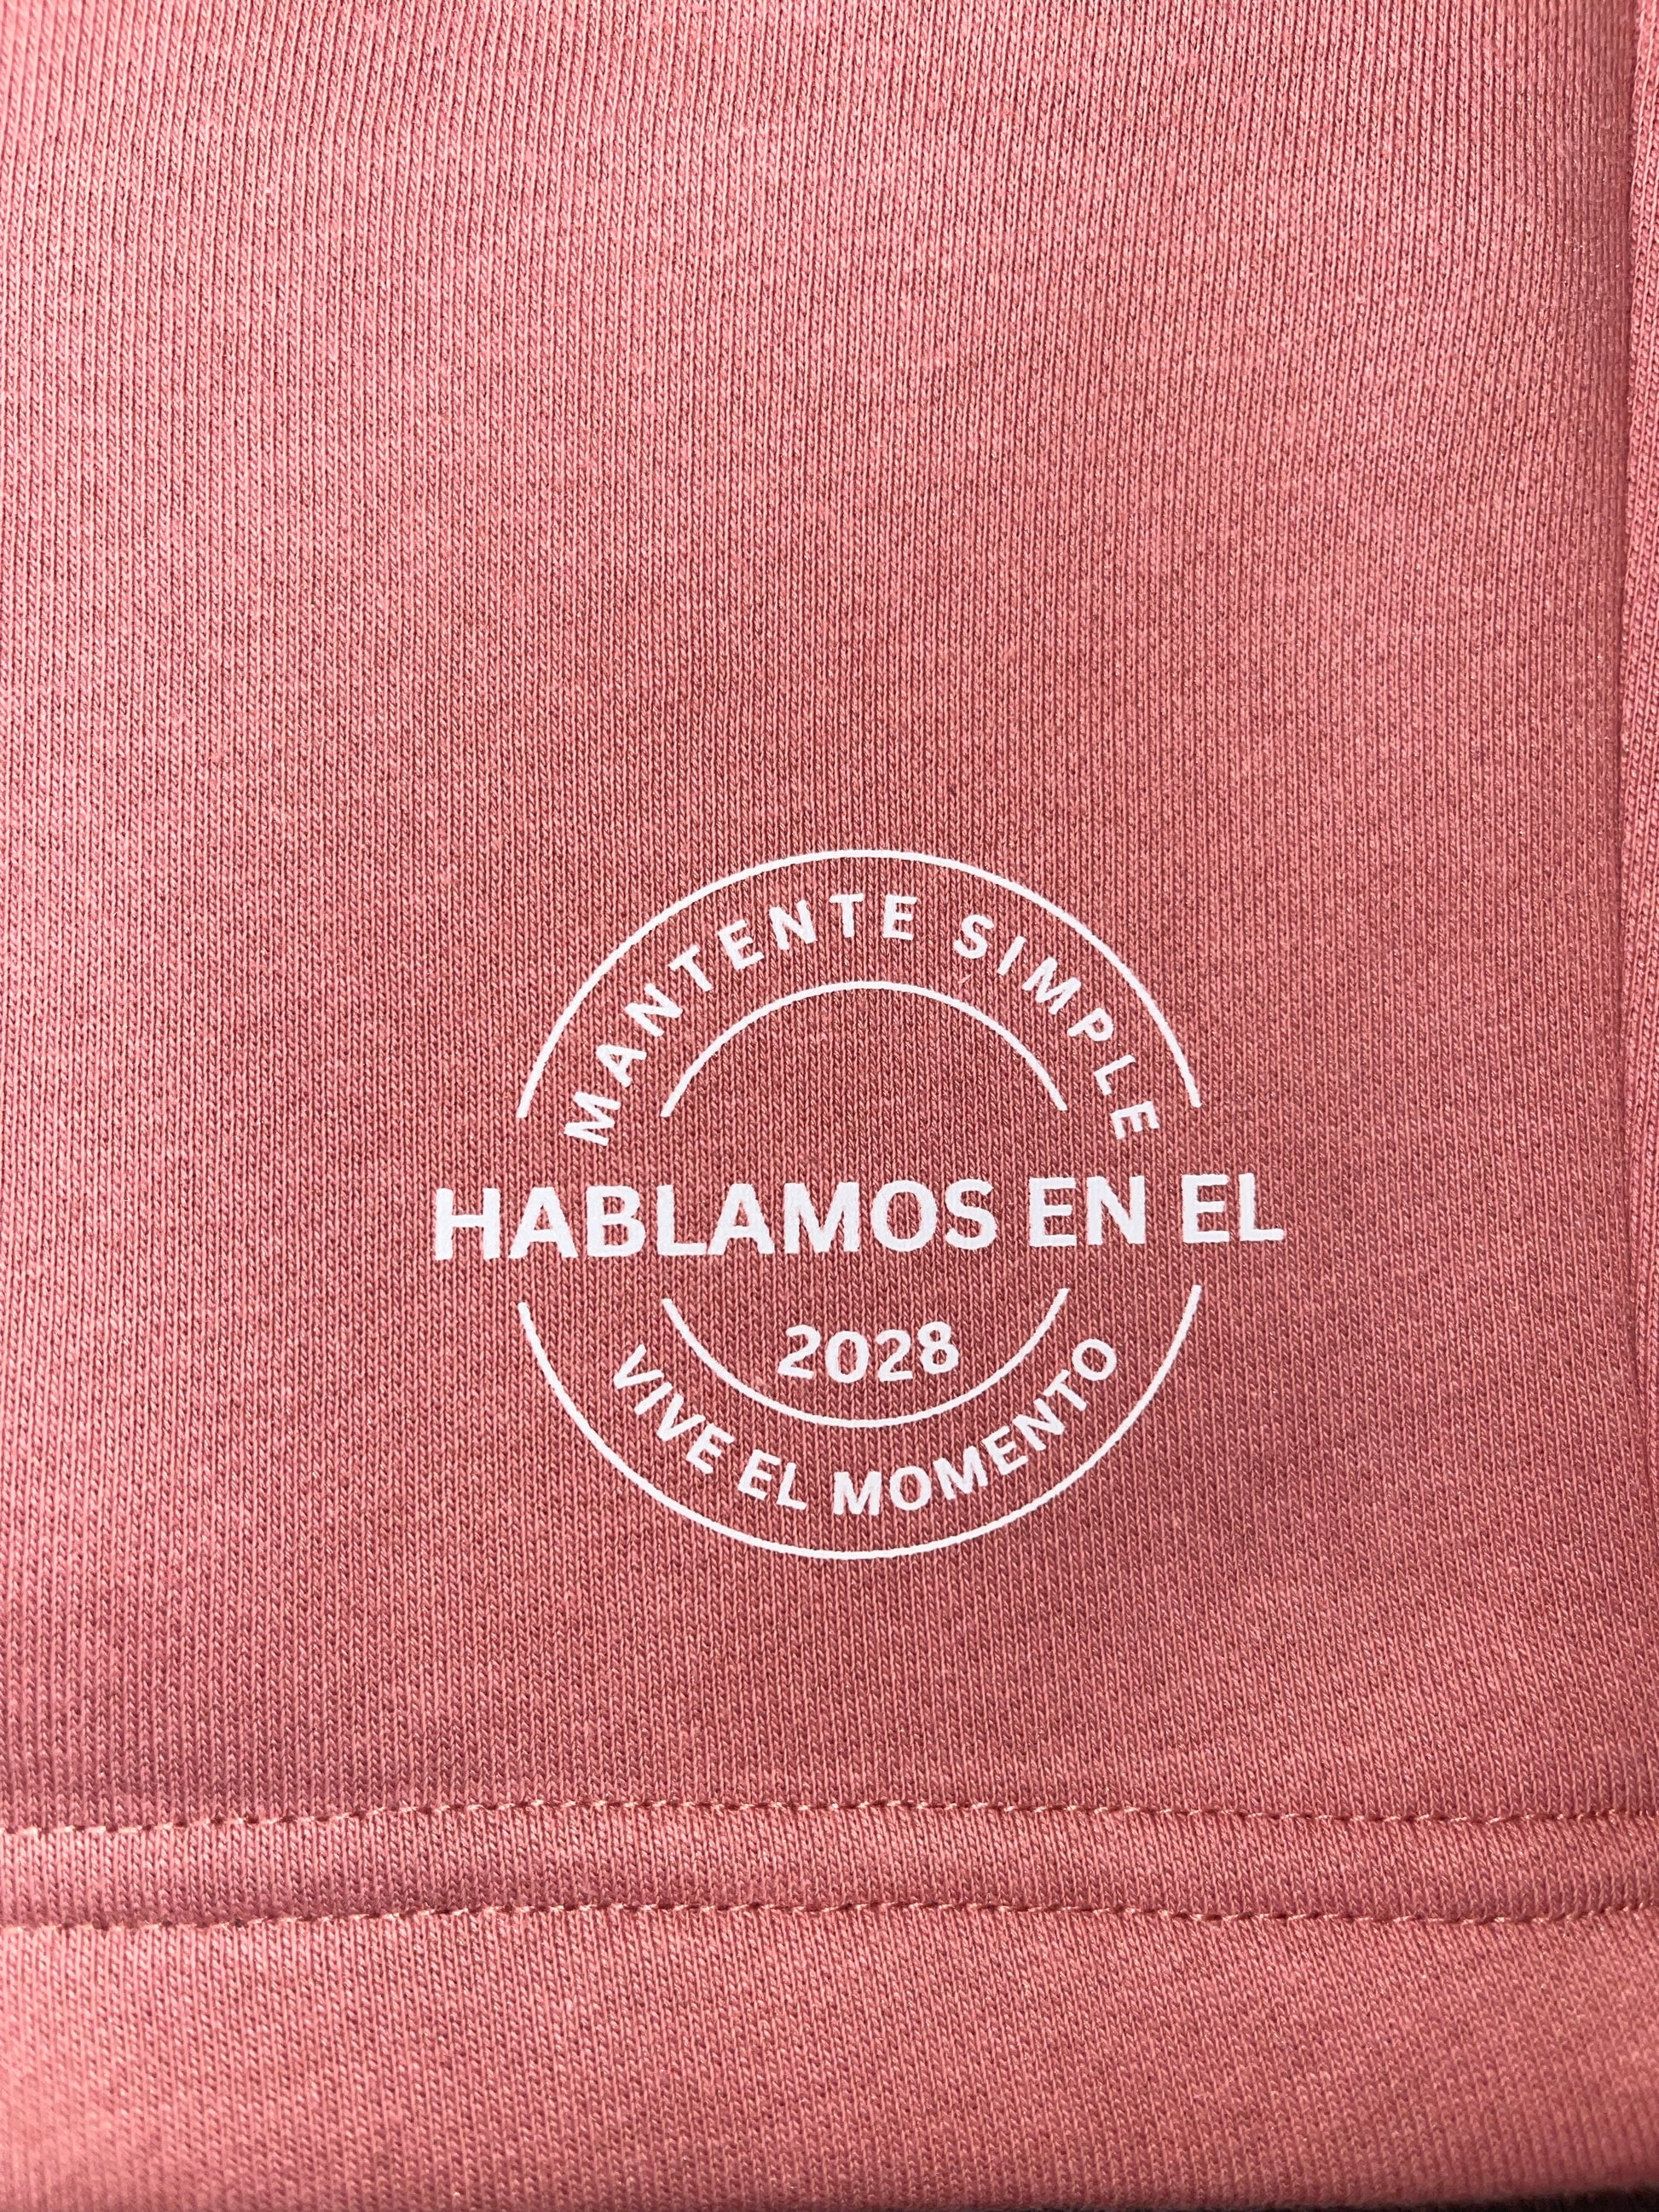 MANTENTE SIMPLE
HABLAMOS EN EL
2028
VIVE EL MOMENTO